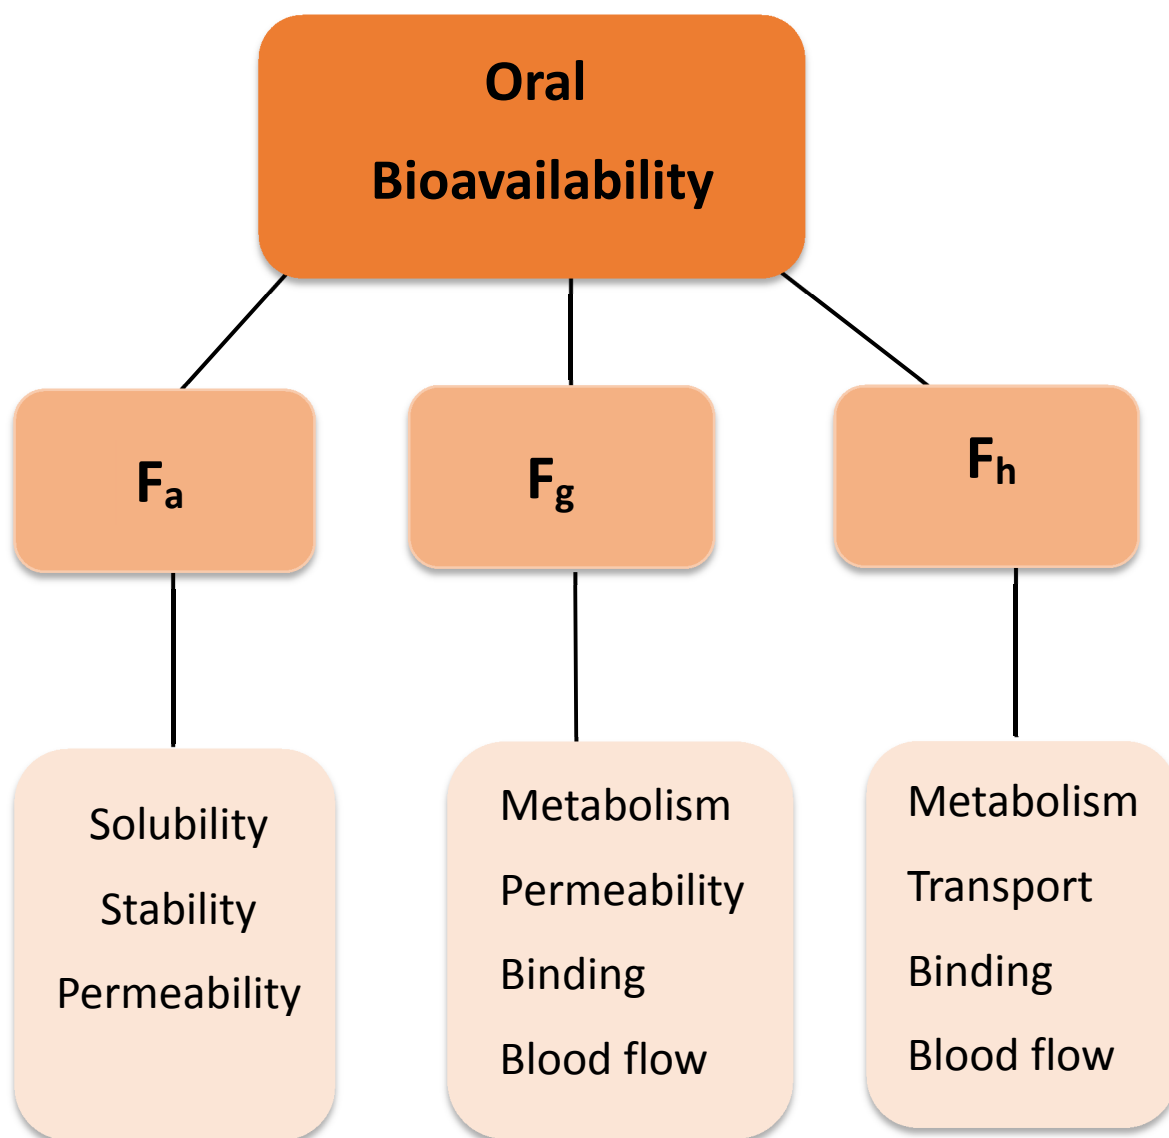 Oral
Bioavailability
Fa
Fg
Fh
Solubility
Stability
Permeability
Metabolism
Permeability
Binding
Blood flow
Metabolism
Transport
Binding
Blood flow